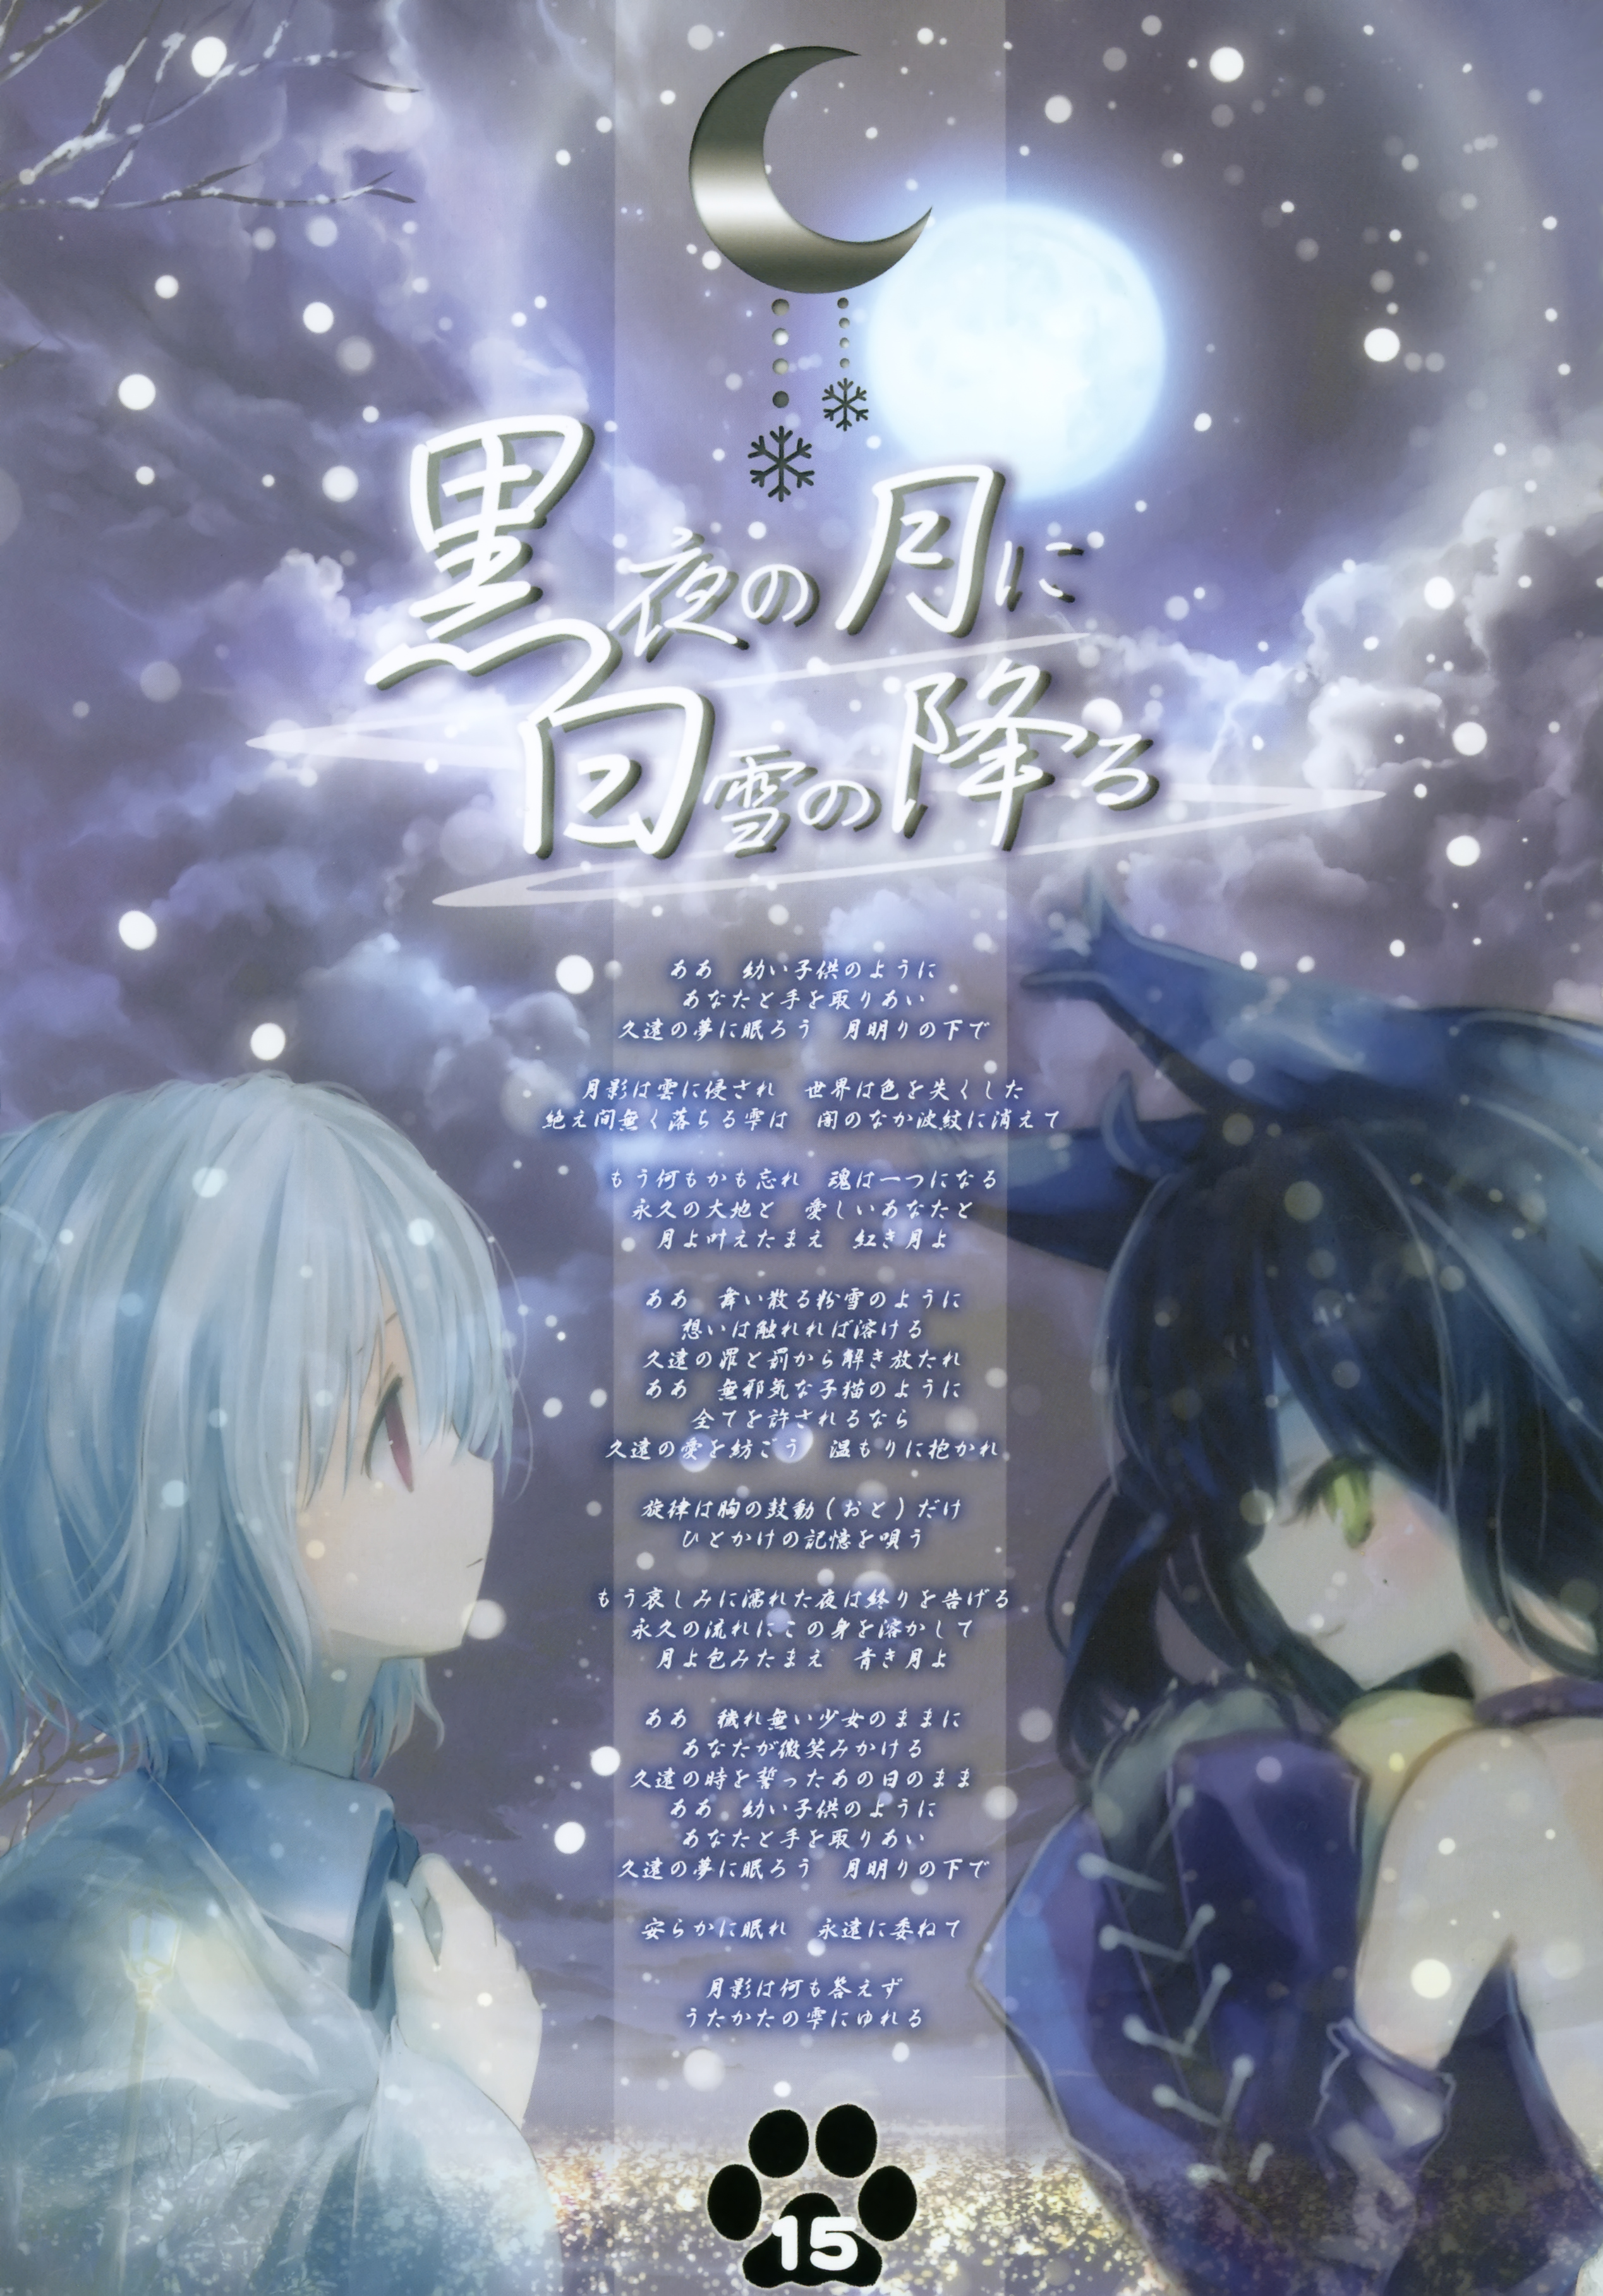 黒夜の月に
白雪の降る
ああ　幼い子供のように
あなたと手を取りあい
久遠の夢に眠ろう　月明りの下で
月影は雲に侵され　世界は色を失くした
絶え間無く落ちる雫は　闇のなか波紋に消えて
もう何もかも忘れ　魂は一つになる
永久の大地と　愛しいあなたと
月よ叶えたまえ　紅き月よ
ああ　舞い散る粉雪のように
想いは触れれば溶ける
久遠の罪と罰から解き放たれ
ああ　無邪気な子猫のように
全てを許されるなら
久遠の愛を紡ごう　温もりに抱かれ
旋律は胸の鼓動（おと）だけ
ひとかけの記憶を唄う
もう哀しみに濡れた夜は終りを告げる
永久の流れにこの身を溶かして
月よ包みたまえ　青き月よ
ああ　穢れ無い少女のままに
あなたが微笑みかける
久遠の時を誓ったあの日のまま
ああ　幼い子供のように
あなたと手を取りあい
久遠の夢に眠ろう　月明りの下で
安らかに眠れ　永遠に委ねて
月影は何も答えず
うたかたの雫にゆれる
15